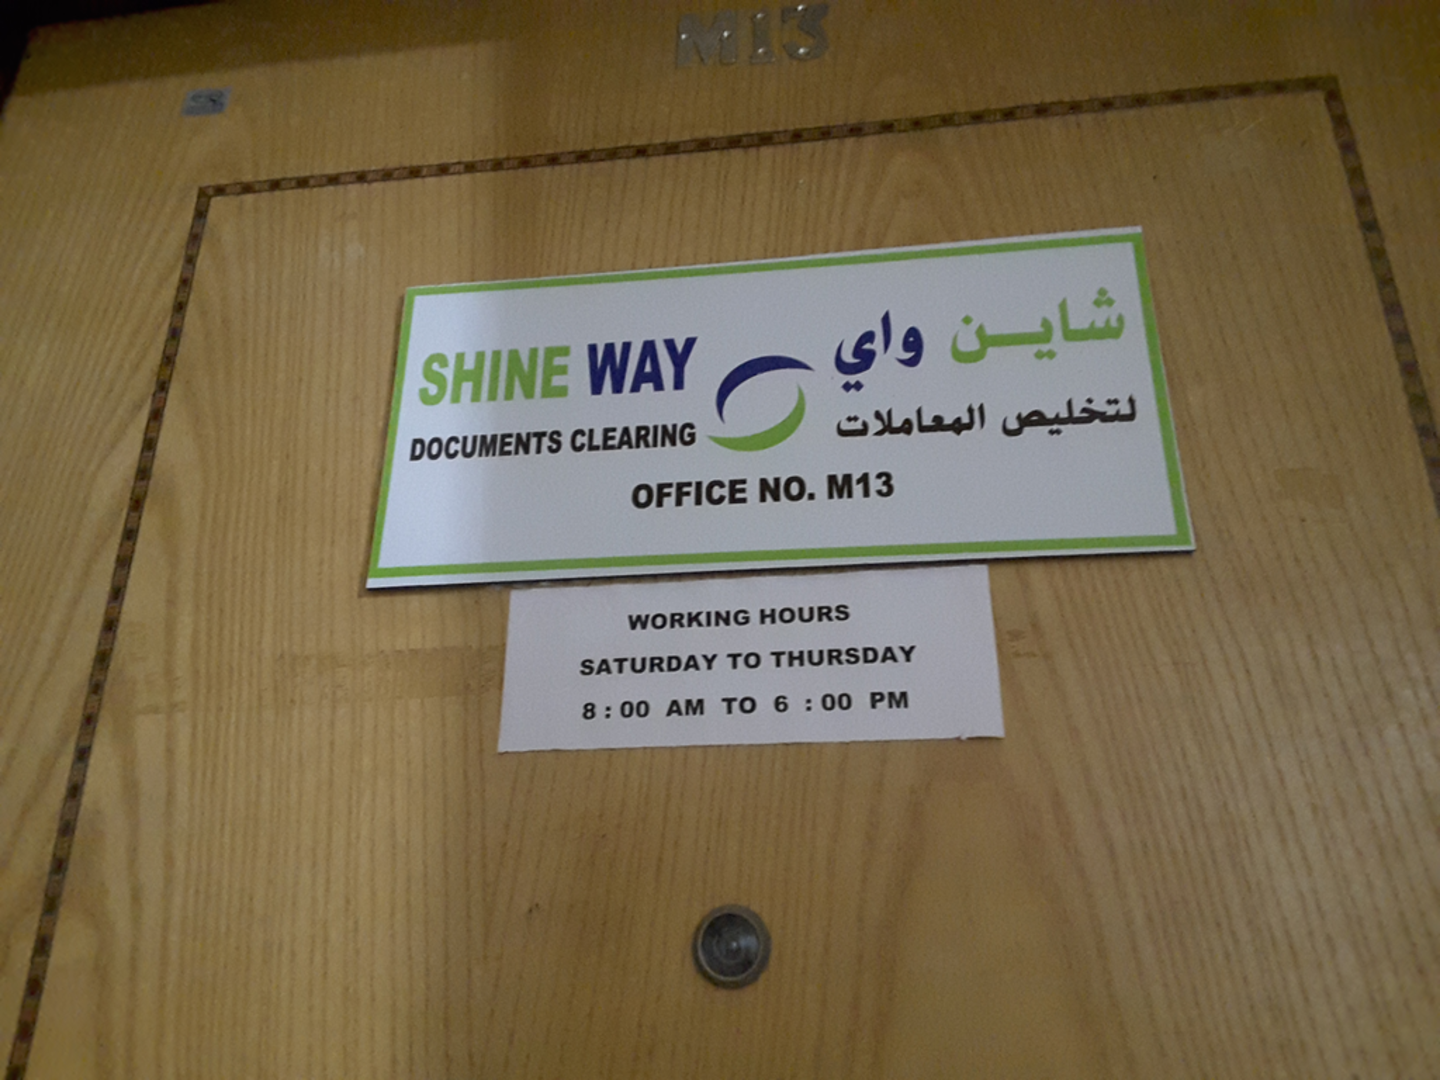 M13
SHINE WAY
شاين واي
DOCUMENTS CLEARING
لتخليص المعاملات
OFFICE NO. M13
WORKING HOURS
SATURDAY TO THURSDAY
8 : 00 AM TO 6 : 00 PM